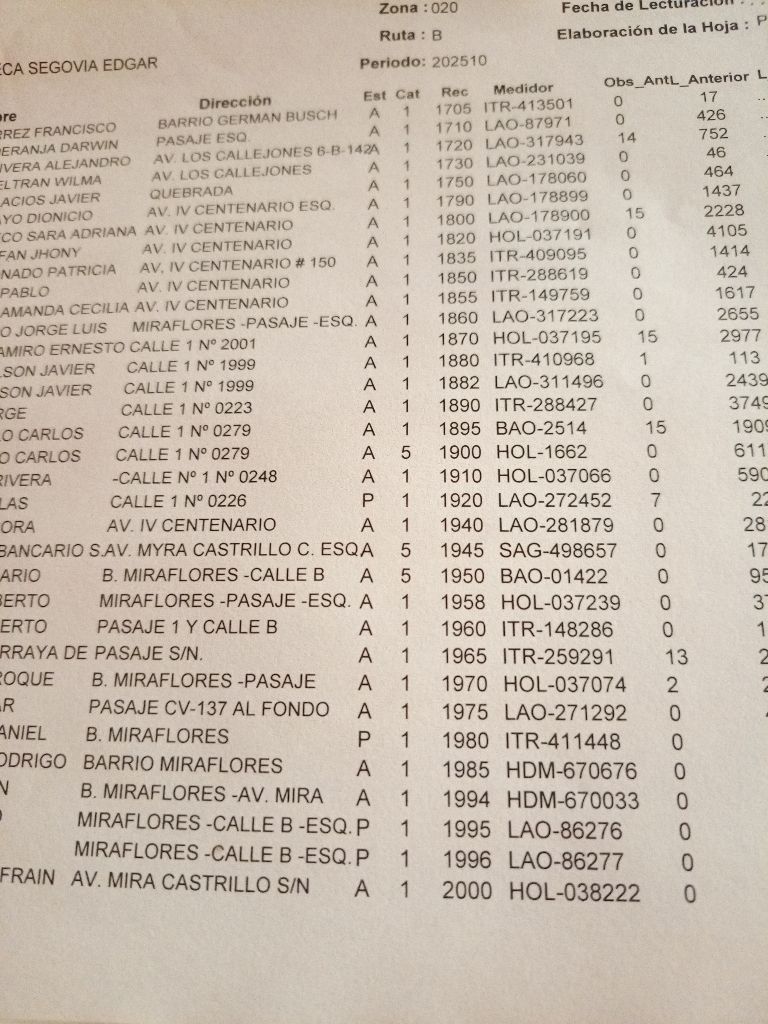 Zona : 020 Fecha de Lecturación : . . .
Ruta : B Elaboración de la Hoja : P
ECA SEGOVIA EDGAR Periodo: 202510
bre Dirección Est Cat Rec Medidor Obs_AntL_Anterior L
RREZ FRANCISCO BARRIO GERMAN BUSCH A 1 1705 ITR-413501 0 17
ERANJA DARWIN PASAJE ESQ. A 1 1710 LAO-87971 0 426
IVERA ALEJANDRO AV. LOS CALLEJONES 6-B-142A 1 1720 LAO-317943 14 752
ELTRAN WILMA AV. LOS CALLEJONES A 1 1730 LAO-231039 0 46
LACIOS JAVIER QUEBRADA A 1 1750 LAO-178060 0 464
AYO DIONICIO AV. IV CENTENARIO ESQ. A 1 1790 LAO-178899 0 1437
CO SARA ADRIANA AV. IV CENTENARIO A 1 1800 LAO-178900 15 2228
FAN JHONY AV. IV CENTENARIO A 1 1820 HOL-037191 0 4105
NADO PATRICIA AV. IV CENTENARIO # 150 A 1 1835 ITR-409095 0 1414
PABLO AV. IV CENTENARIO A 1 1850 ITR-288619 0 424
AMANDA CECILIA AV. IV CENTENARIO A 1 1855 ITR-149759 0 1617
O JORGE LUIS MIRAFLORES -PASAJE -ESQ. A 1 1860 LAO-317223 0 2655
AMIRO ERNESTO CALLE 1 Nº 2001 A 1 1870 HOL-037195 15 2977
LSON JAVIER CALLE 1 Nº 1999 A 1 1880 ITR-410968 1 113
SON JAVIER CALLE 1 Nº 1999 A 1 1882 LAO-311496 0 2439
RGE CALLE 1 Nº 0223 A 1 1890 ITR-288427 0 3749
O CARLOS CALLE 1 Nº 0279 A 1 1895 BAO-2514 15 1909
O CARLOS CALLE 1 Nº 0279 A 5 1900 HOL-1662 0 611
RIVERA -CALLE Nº 1 Nº 0248 A 1 1910 HOL-037066 0 590
LAS CALLE 1 Nº 0226 P 1 1920 LAO-272452 7 22
ORA AV. IV CENTENARIO A 1 1940 LAO-281879 0 28
BANCARIO S.AV. MYRA CASTRILLO C. ESQA 5 1945 SAG-498657 0 17
ARIO B. MIRAFLORES -CALLE B A 5 1950 BAO-01422 0 95
BERTO MIRAFLORES -PASAJE -ESQ. A 1 1958 HOL-037239 0 37
ERTO PASAJE 1 Y CALLE B A 1 1960 ITR-148286 0 1
RRAYA DE PASAJE S/N. A 1 1965 ITR-259291 13 2
ROQUE B. MIRAFLORES -PASAJE A 1 1970 HOL-037074 2 2
AR PASAJE CV-137 AL FONDO A 1 1975 LAO-271292 0
ANIEL B. MIRAFLORES P 1 1980 ITR-411448 0
ODRIGO BARRIO MIRAFLORES A 1 1985 HDM-670676 0
N B. MIRAFLORES -AV. MIRA A 1 1994 HDM-670033 0
MIRAFLORES -CALLE B -ESQ. P 1 1995 LAO-86276 0
MIRAFLORES -CALLE B -ESQ. P 1 1996 LAO-86277 0
FRAIN AV. MIRA CASTRILLO S/N A 1 2000 HOL-038222 0